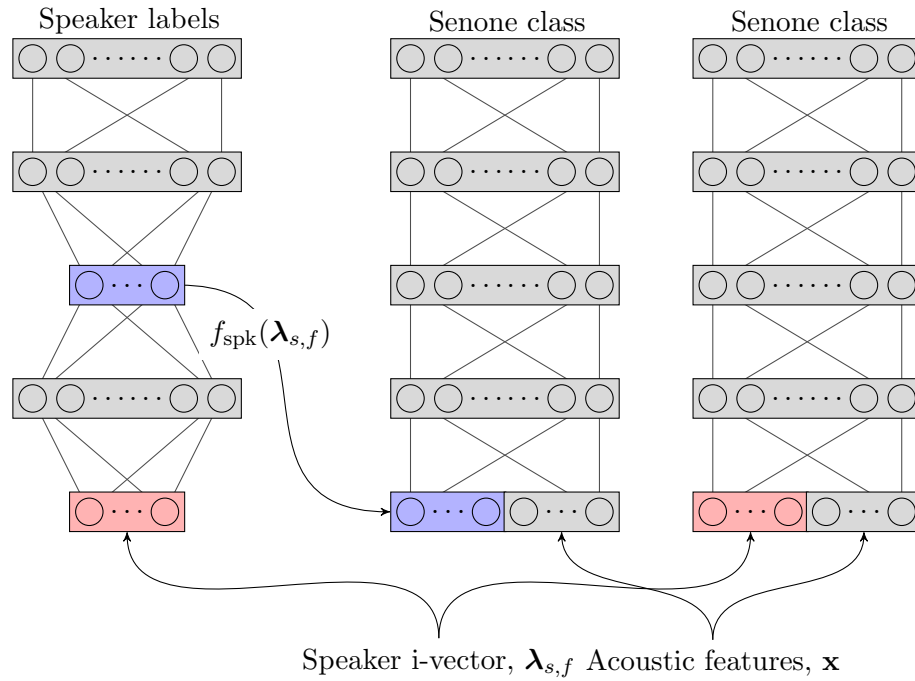 Speaker labels
Senone class
Senone class
f_spk(λ_s,f)
Speaker i-vector, λ_s,f Acoustic features, x